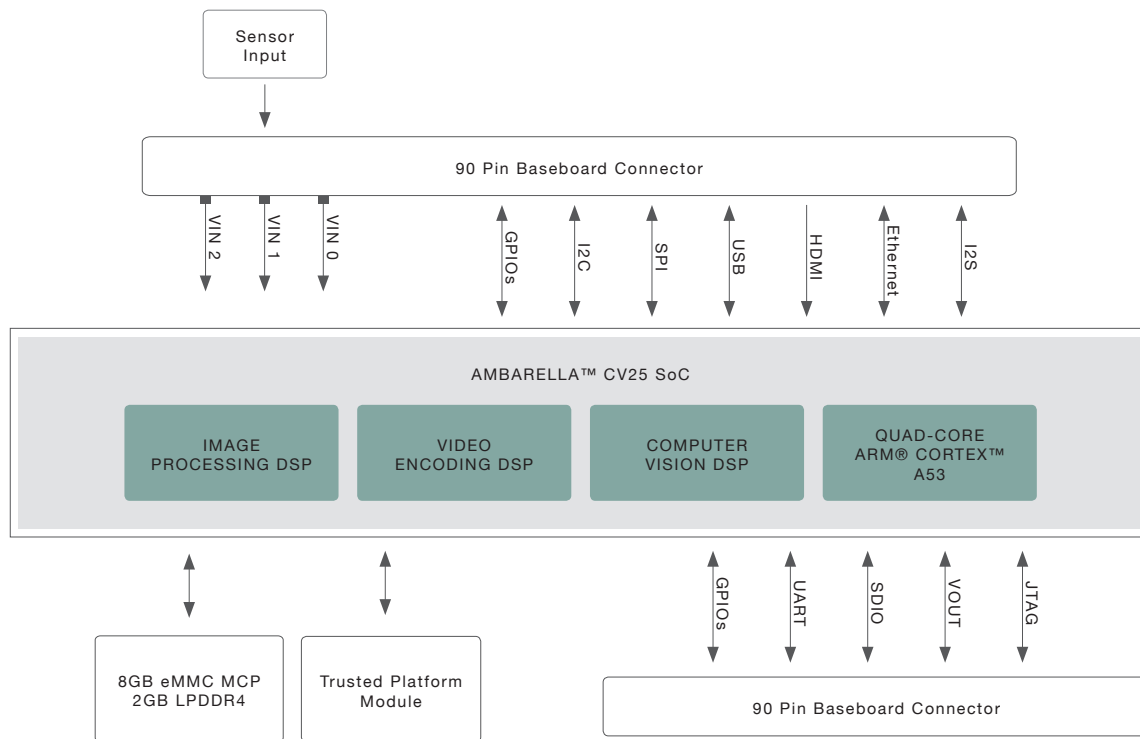 Sensor
Input
90 Pin Baseboard Connector
VIN 2
VIN 1
VIN 0
GPIOs
I2C
SPI
USB
HDMI
Ethernet
I2S
AMBARELLA™ CV25 SoC
IMAGE
PROCESSING DSP
VIDEO
ENCODING DSP
COMPUTER
VISION DSP
QUAD-CORE
ARM® CORTEX™
A53
GPIOs
UART
SDIO
VOUT
JTAG
8GB eMMC MCP
2GB LPDDR4
Trusted Platform
Module
90 Pin Baseboard Connector